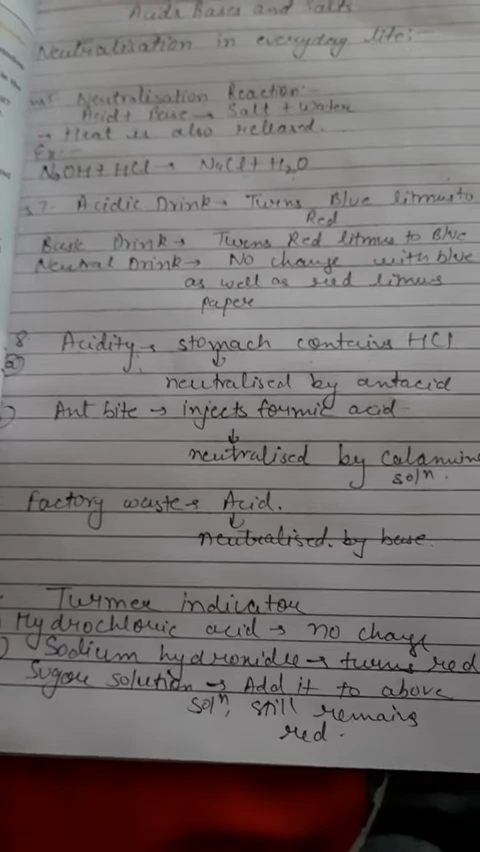 Acids Bases and Salts
Neutralisation in everyday life:-
Neutralisation Reaction:-
Acid + Base → Salt + Water
→ Heat is also released.
Ex:-
NaOH + HCl → NaCl + H₂O
7. Acidic Drink → Turns Blue litmus to
Red
Basic Drink → Turns Red litmus to Blue
Neutral Drink → No change with blue
as well as red limus
paper
8 Acidity → stomach contains HCl
(a)
↓
neutralised by antacid
Ant bite → injects formic acid
↓
neutralised by Calamine
solⁿ.
Factory waste → Acid.
↓
neutralised by base.
Turmer indicator
Hydrochloric acid → no change
Sodium hydroxide → turns red
Sugar solution → Add it to above
solⁿ, still remains
red.